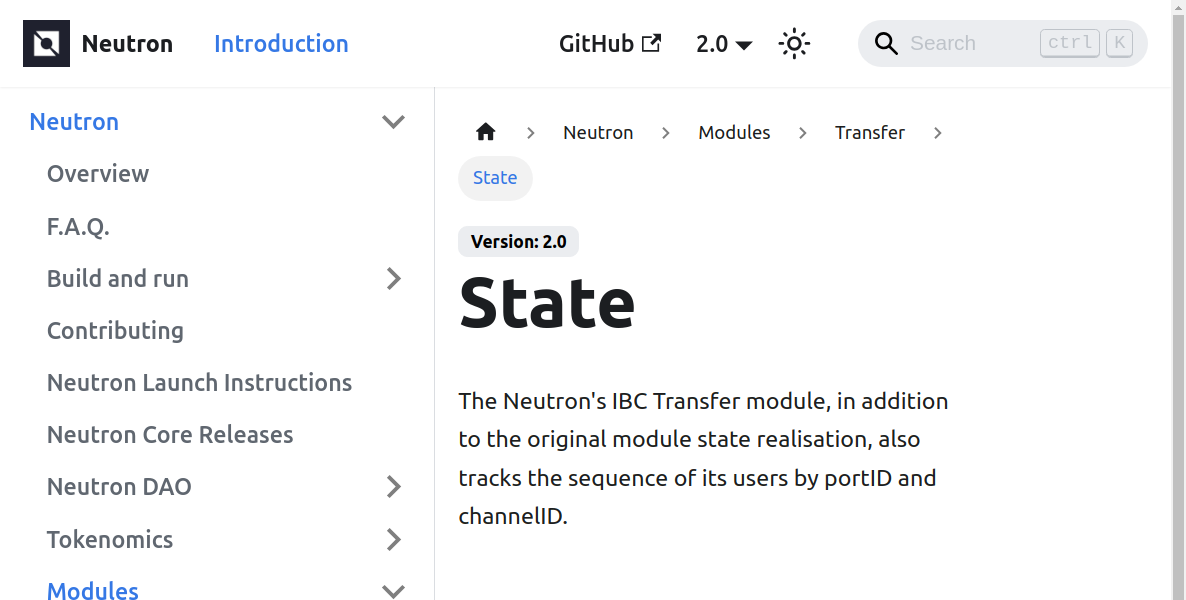 Neutron Introduction GitHub 2.0 Search ctrl K
Neutron
Overview
F.A.Q.
Build and run
Contributing
Neutron Launch Instructions
Neutron Core Releases
Neutron DAO
Tokenomics
Modules
Neutron Modules Transfer
State
Version: 2.0
State
The Neutron's IBC Transfer module, in addition
to the original module state realisation, also
tracks the sequence of its users by portID and
channelID.